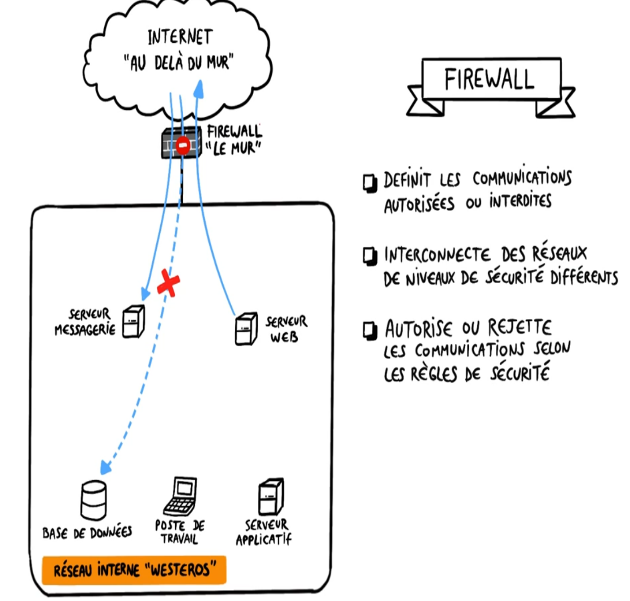 INTERNET
"AU DELÀ DU MUR"
FIREWALL
"LE MUR"
SERVEUR
MESSAGERIE
SERVEUR
WEB
BASE DE DONNÉES
POSTE DE
TRAVAIL
SERVEUR
APPLICATIF
RÉSEAU INTERNE "WESTEROS"
FIREWALL
DEFINIT LES COMMUNICATIONS
AUTORISÉES OU INTERDITES
INTERCONNECTE DES RÉSEAUX
DE NIVEAUX DE SÉCURITÉ DIFFÉRENTS
AUTORISE OU REJETTE
LES COMMUNICATIONS SELON
LES RÈGLES DE SÉCURITÉ